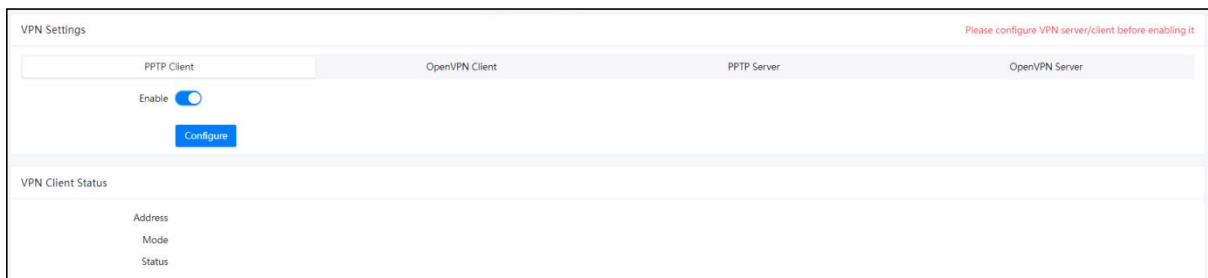 VPN Settings Please configure VPN server/client before enabling it
PPTP Client OpenVPN Client PPTP Server OpenVPN Server
Enable
Configure
VPN Client Status
Address
Mode
Status